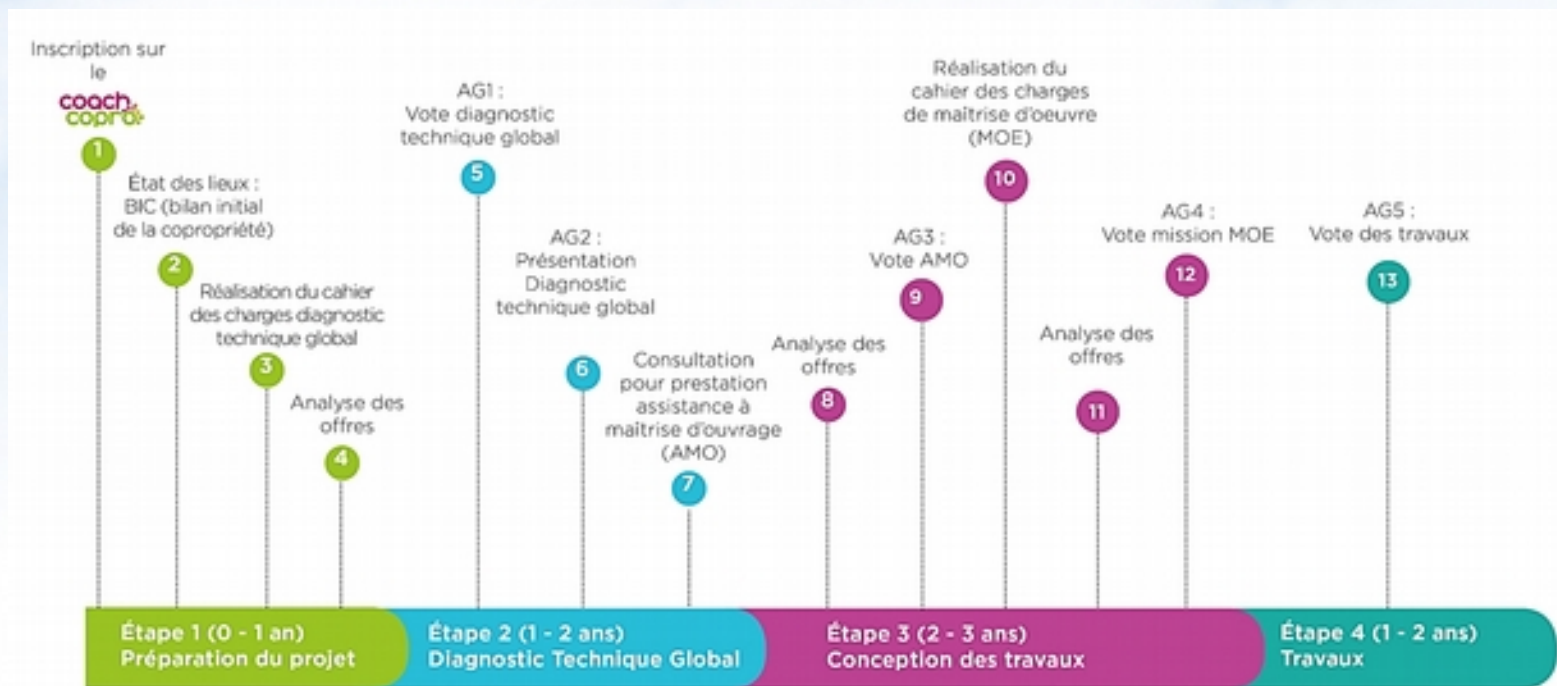 Inscription sur
le
coach
copro
1
État des lieux :
BIC (bilan initial
de la copropriété)
2
Réalisation du cahier
des charges diagnostic
technique global
3
Analyse des
offres
4
AG1 :
Vote diagnostic
technique global
5
AG2 :
Présentation
Diagnostic
technique global
6
Consultation
pour prestation
assistance à
maîtrise d'ouvrage
(AMO)
7
Analyse des
offres
8
AG3 :
Vote AMO
9
Réalisation du
cahier des charges
de maîtrise d'oeuvre
(MOE)
10
Analyse des
offres
11
AG4 :
Vote mission MOE
12
AG5 :
Vote des travaux
13
Étape 1 (0 - 1 an)
Préparation du projet
Étape 2 (1 - 2 ans)
Diagnostic Technique Global
Étape 3 (2 - 3 ans)
Conception des travaux
Étape 4 (1 - 2 ans)
Travaux